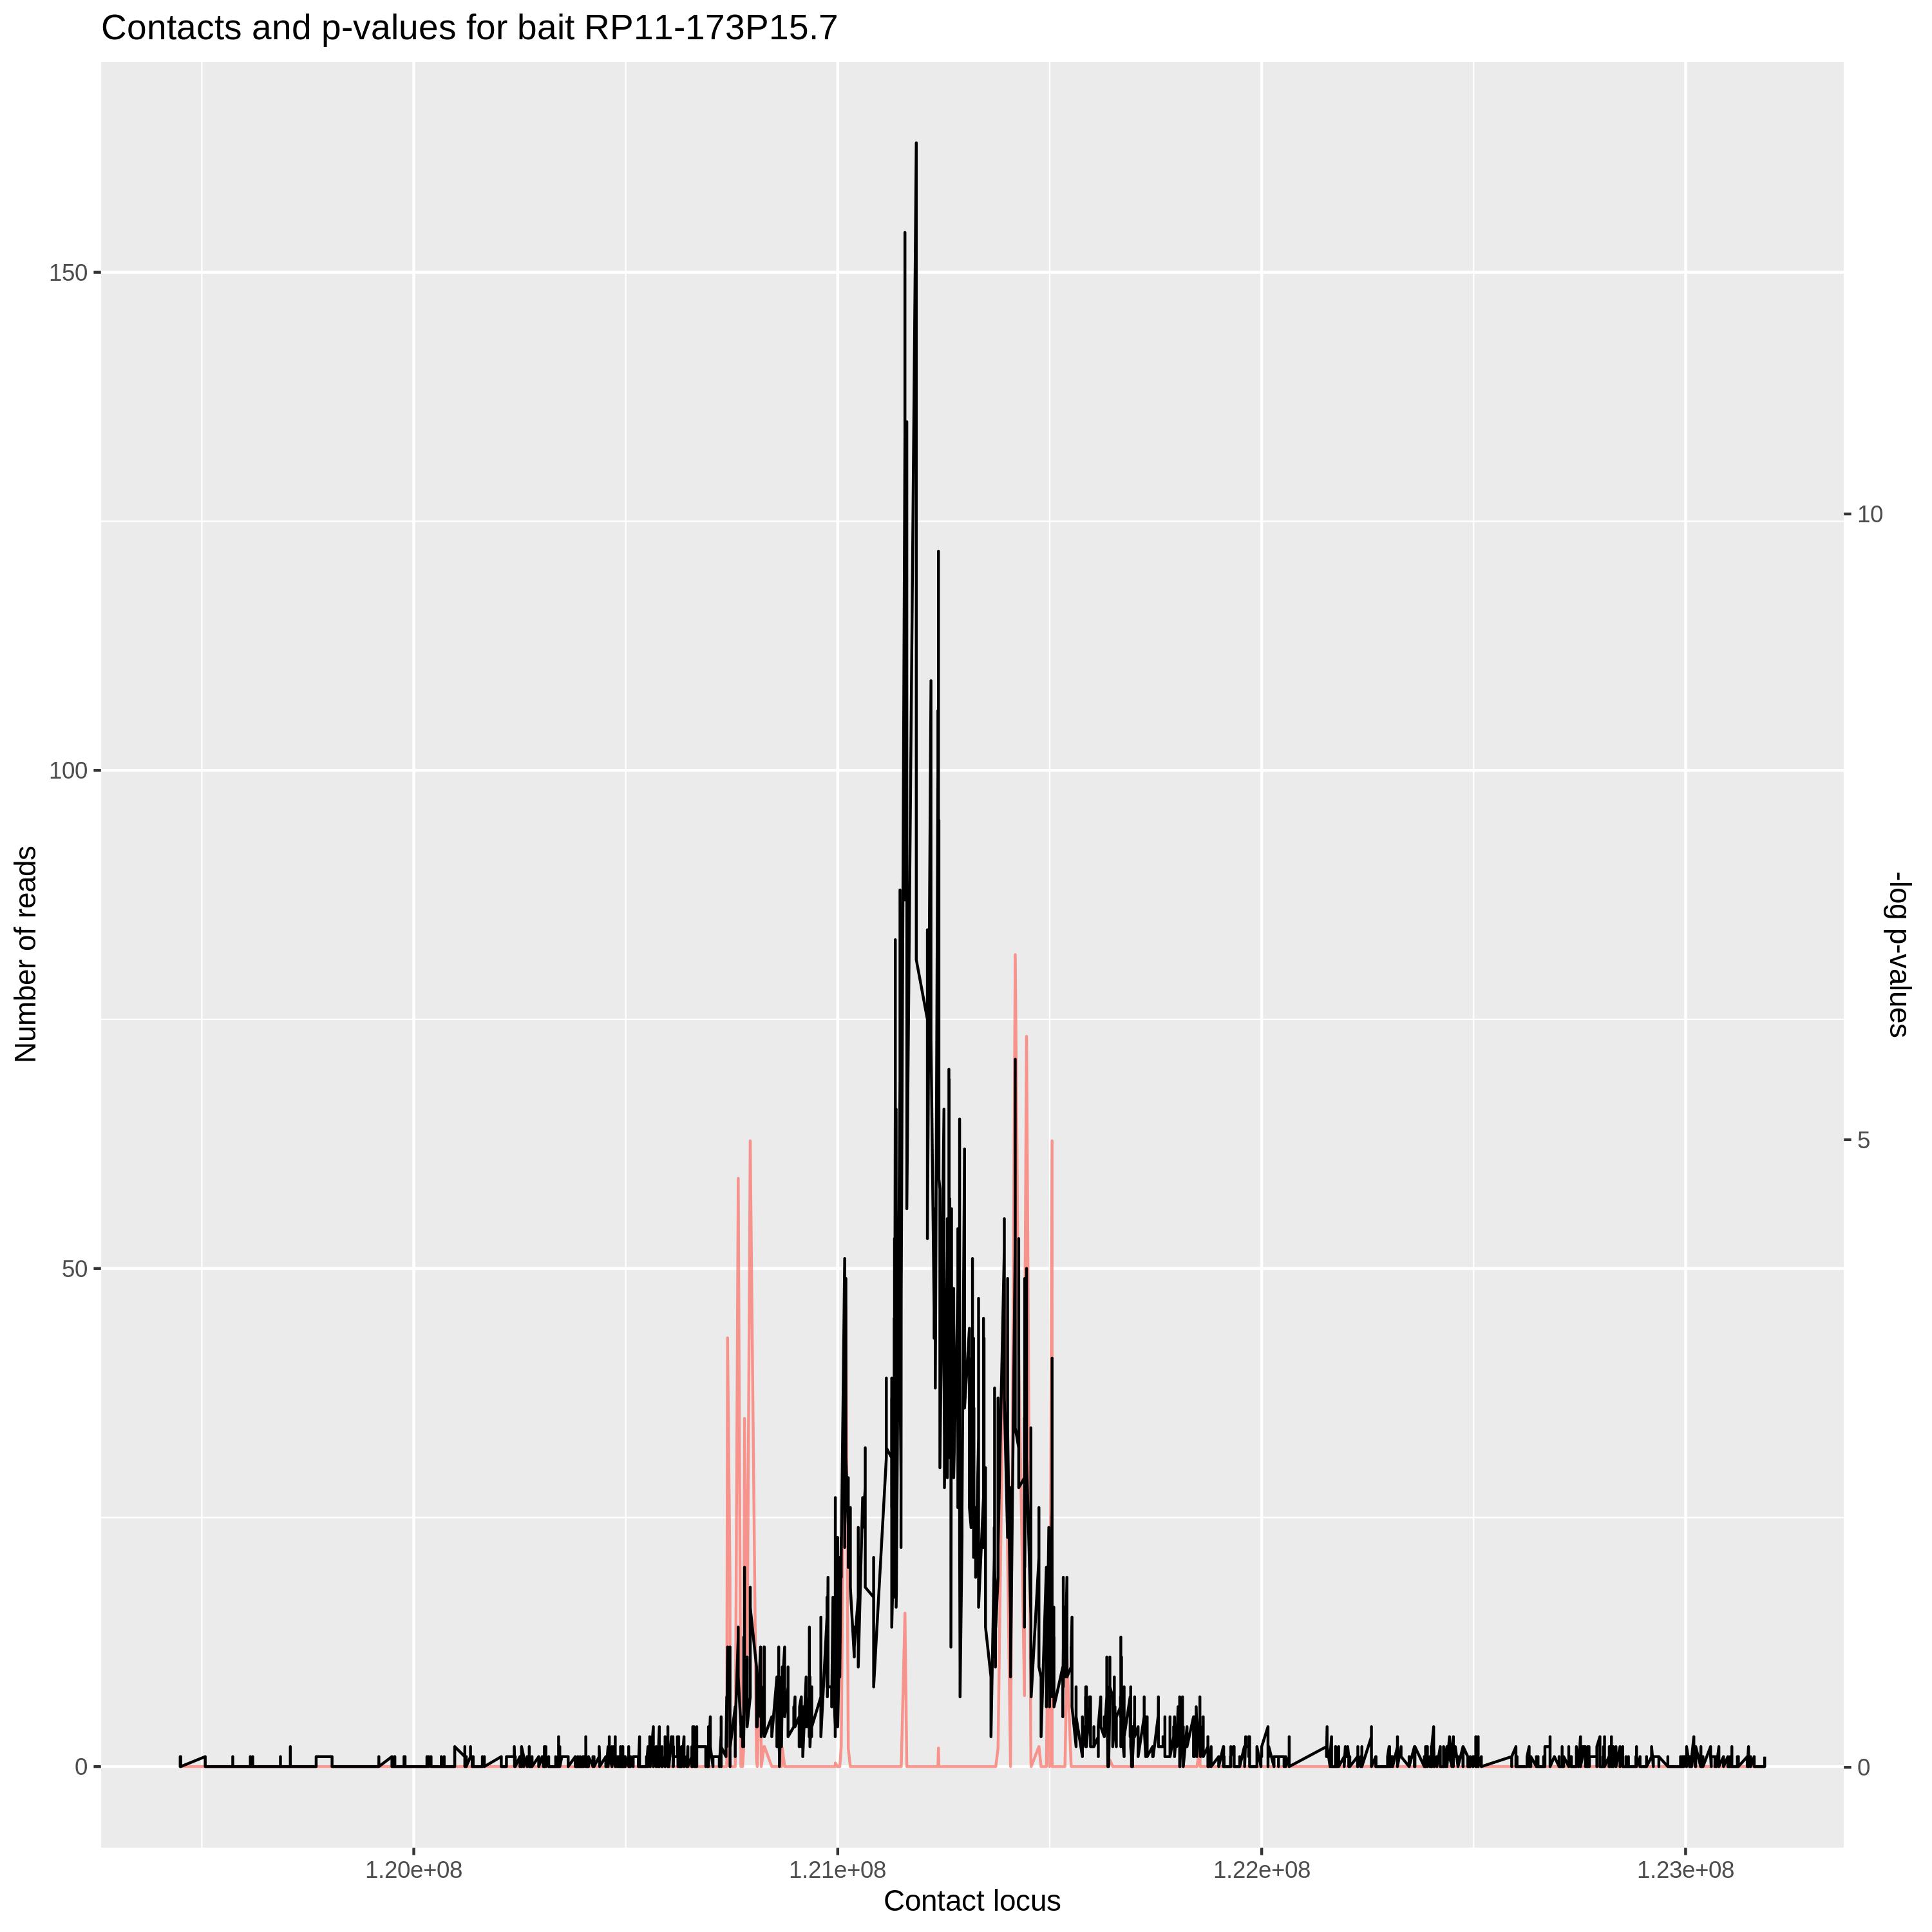 Contacts and p-values for bait RP11-173P15.7
150
100
50
0
10
5
0
Number of reads
-log p-values
1.20e+08
1.21e+08
1.22e+08
1.23e+08
Contact locus